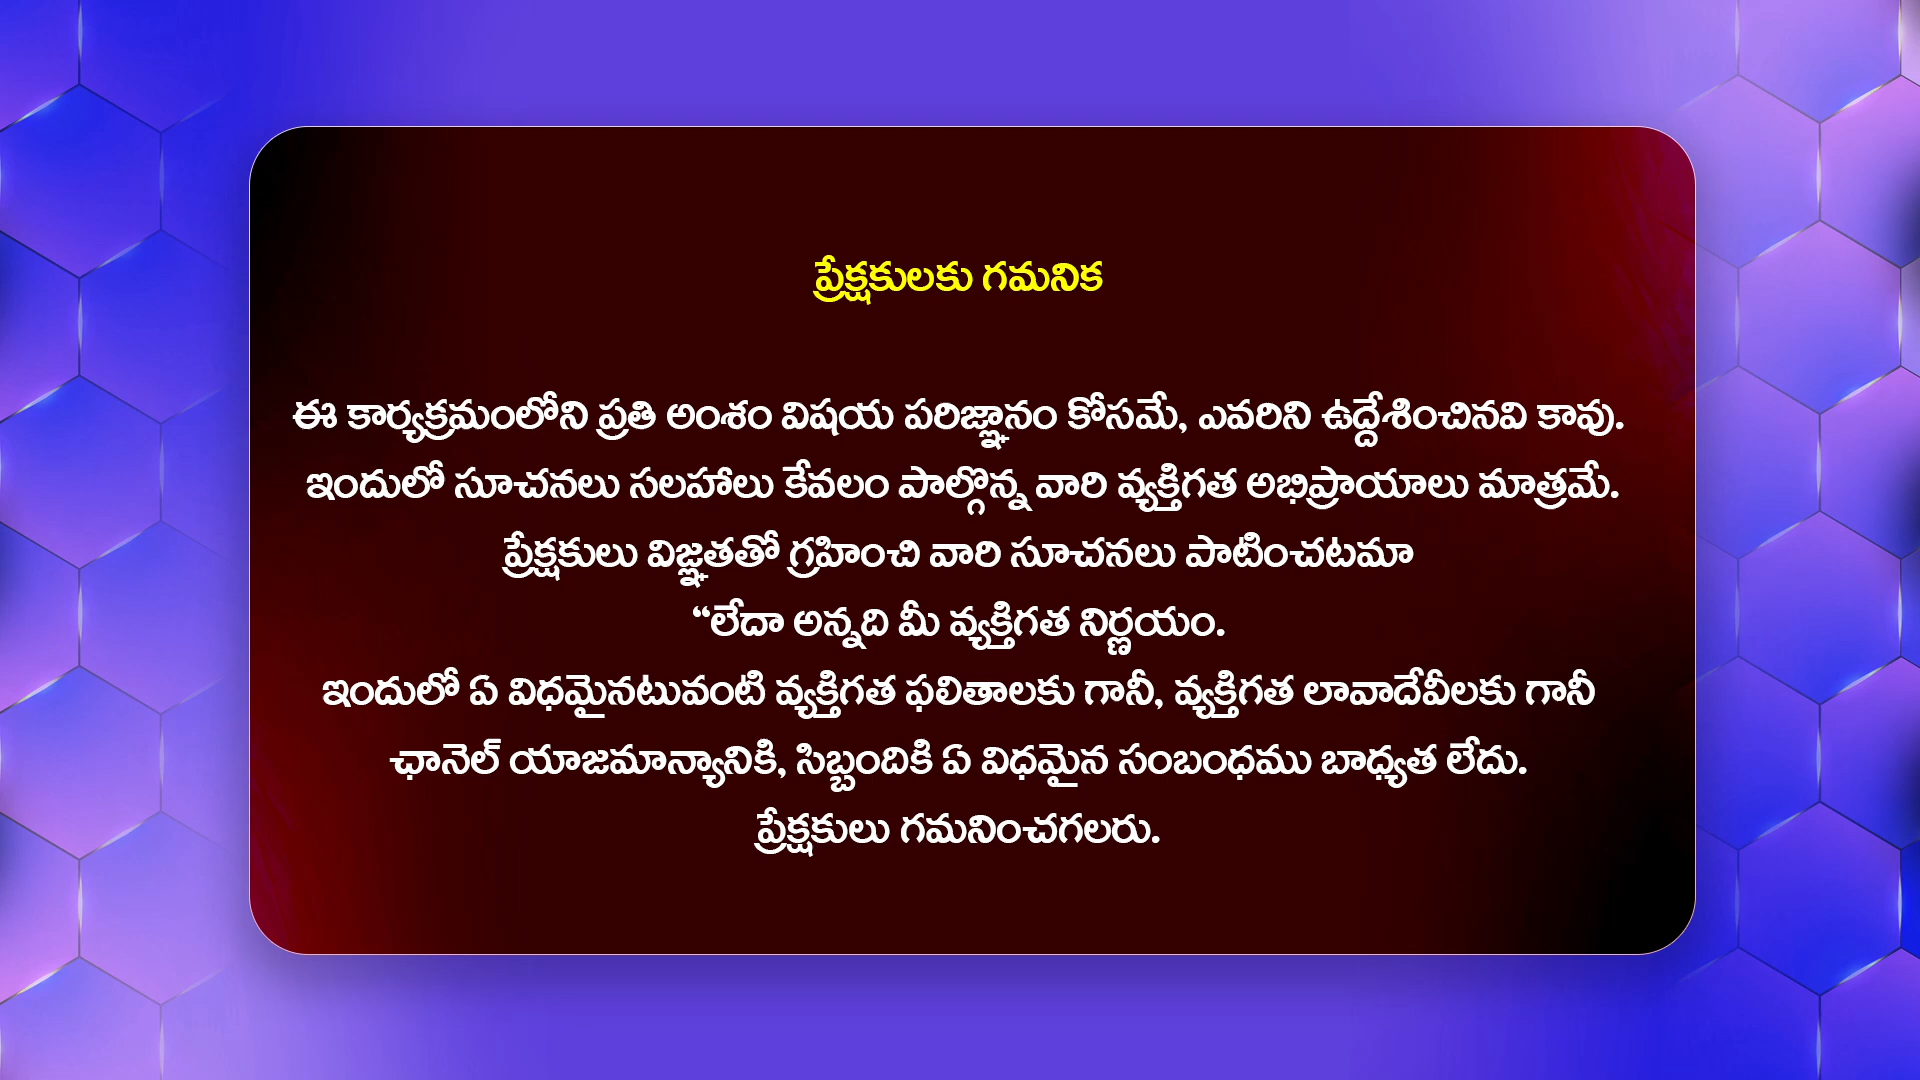 ప్రేక్షకులకు గమనిక
ఈ కార్యక్రమంలోని ప్రతి అంశం విషయ పరిజ్ఞానం కోసమే, ఎవరిని ఉద్దేశించినవి కావు.
ఇందులో సూచనలు సలహాలు కేవలం పాల్గొన్న వారి వ్యక్తిగత అభిప్రాయాలు మాత్రమే.
ప్రేక్షకులు విజ్ఞతతో గ్రహించి వారి సూచనలు పాటించటమా
“లేదా అన్నది మీ వ్యక్తిగత నిర్ణయం.
ఇందులో ఏ విధమైనటువంటి వ్యక్తిగత ఫలితాలకు గానీ, వ్యక్తిగత లావాదేవీలకు గానీ
ఛానెల్ యాజమాన్యానికి, సిబ్బందికి ఏ విధమైన సంబంధము బాధ్యత లేదు.
ప్రేక్షకులు గమనించగలరు.